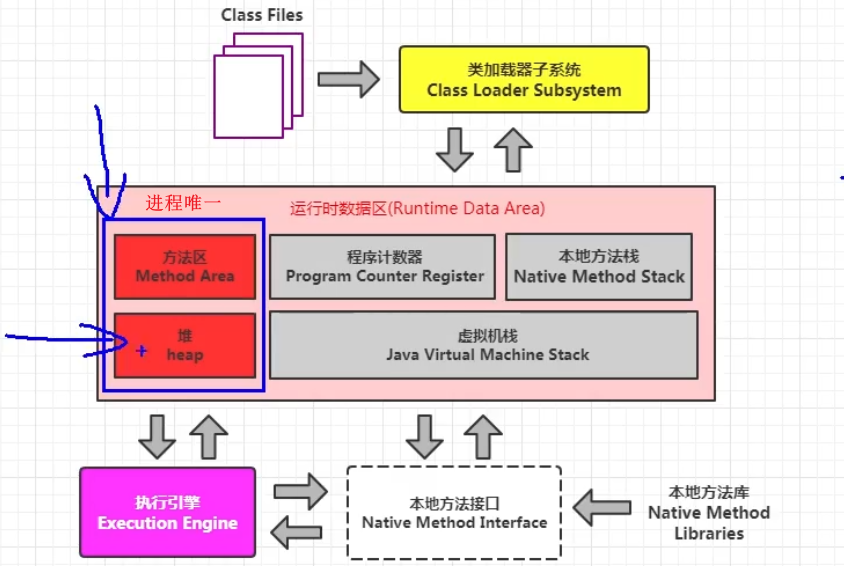 Class Files
类加载器子系统
Class Loader Subsystem
进程唯一
运行时数据区(Runtime Data Area)
方法区
Method Area
程序计数器
Program Counter Register
本地方法栈
Native Method Stack
堆
heap
虚拟机栈
Java Virtual Machine Stack
执行引擎
Execution Engine
本地方法接口
Native Method Interface
本地方法库
Native Method
Libraries